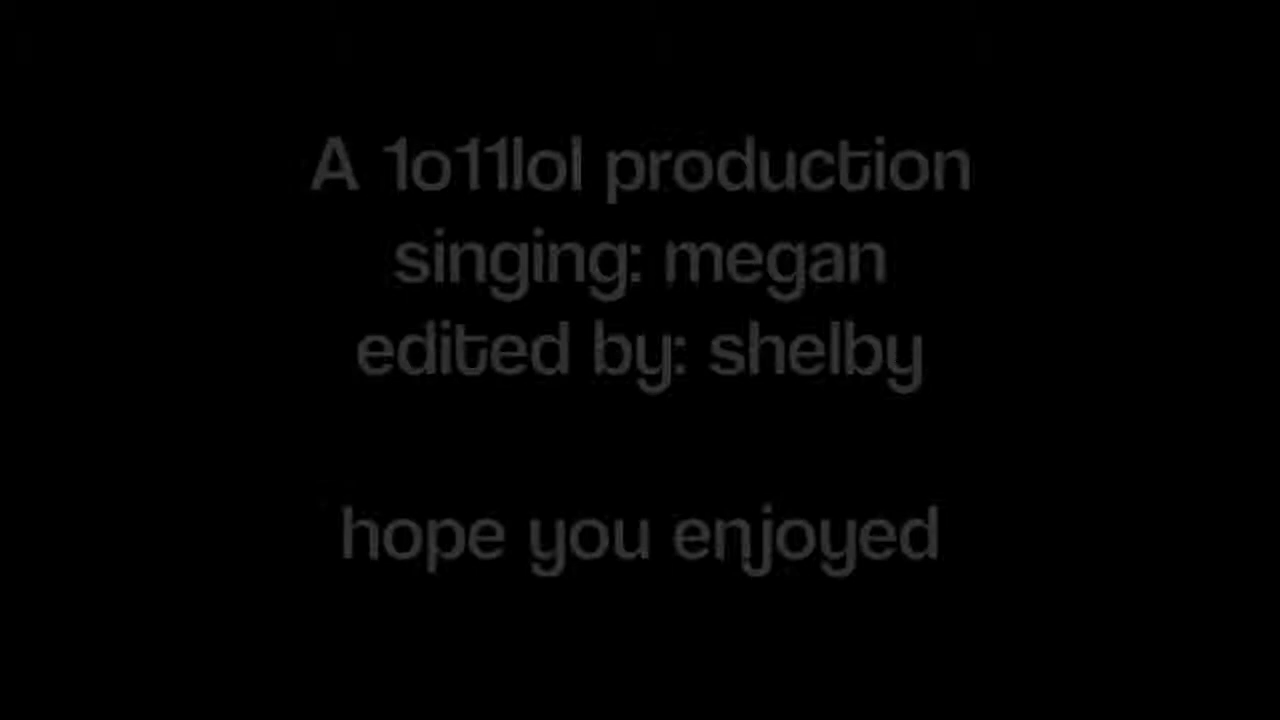 A 1o11lol production
singing: megan
edited by: shelby
hope you enjoyed